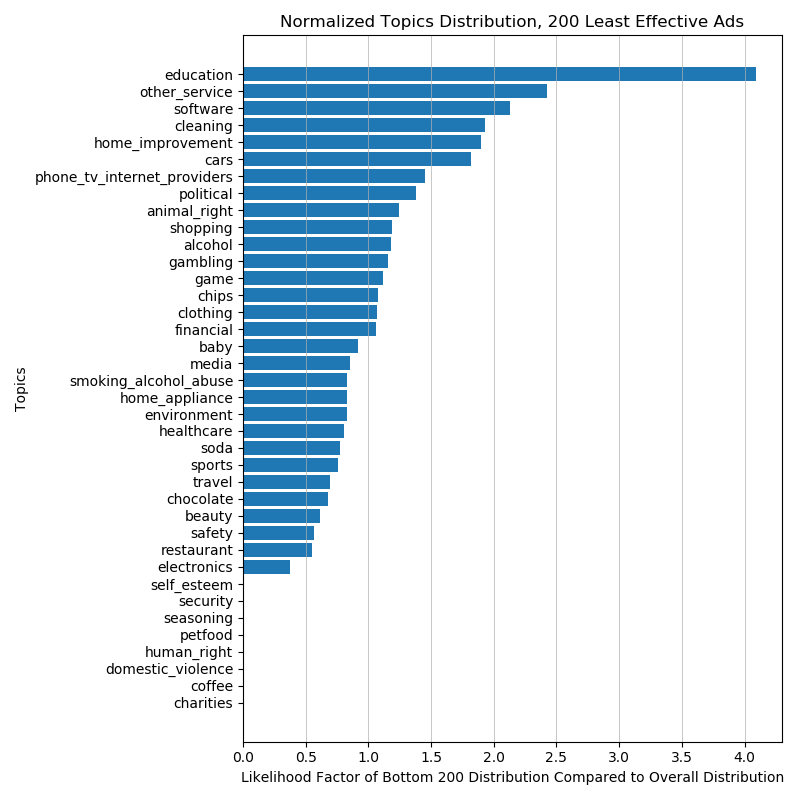 Normalized Topics Distribution, 200 Least Effective Ads
education
other_service
software
cleaning
home_improvement
cars
phone_tv_internet_providers
political
animal_right
shopping
alcohol
gambling
game
chips
clothing
financial
baby
media
smoking_alcohol_abuse
home_appliance
environment
healthcare
soda
sports
travel
chocolate
beauty
safety
restaurant
electronics
self_esteem
security
seasoning
petfood
human_right
domestic_violence
coffee
charities
Topics
0.0 0.5 1.0 1.5 2.0 2.5 3.0 3.5 4.0
Likelihood Factor of Bottom 200 Distribution Compared to Overall Distribution